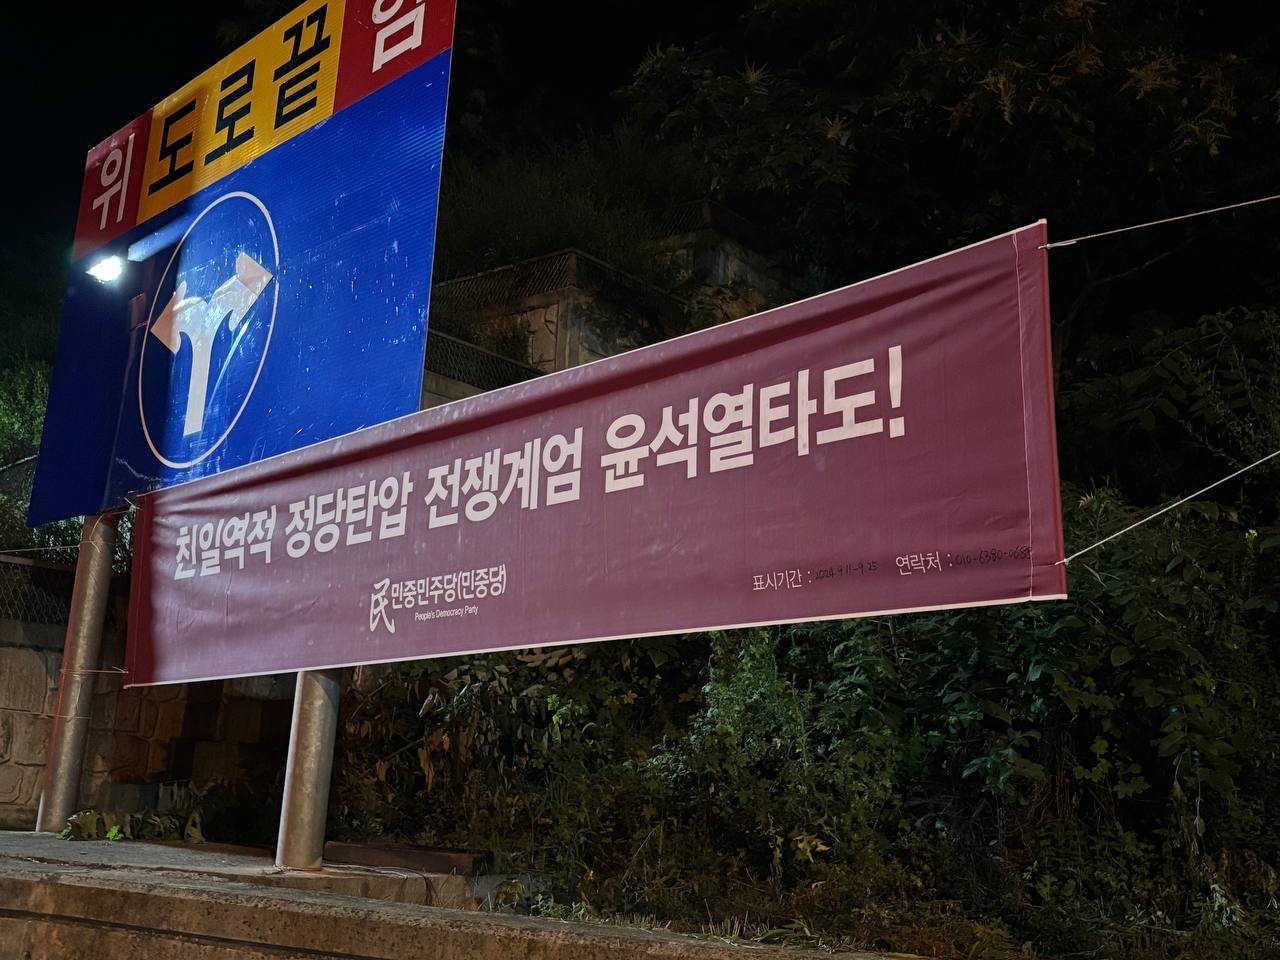 위 도로끝 임
친일역적 정당탄압 전쟁계엄 윤석열타도!
民 민중민주당(민중당)
People's Democracy Party
표시기간 : 2024 9 11-9 25 연락처 : 010-6380-0688